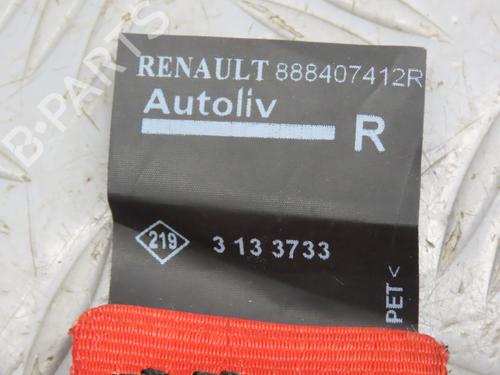 RENAULT 888407412R
Autoliv
R
219 3 13 3733
PET<
B-PARTS